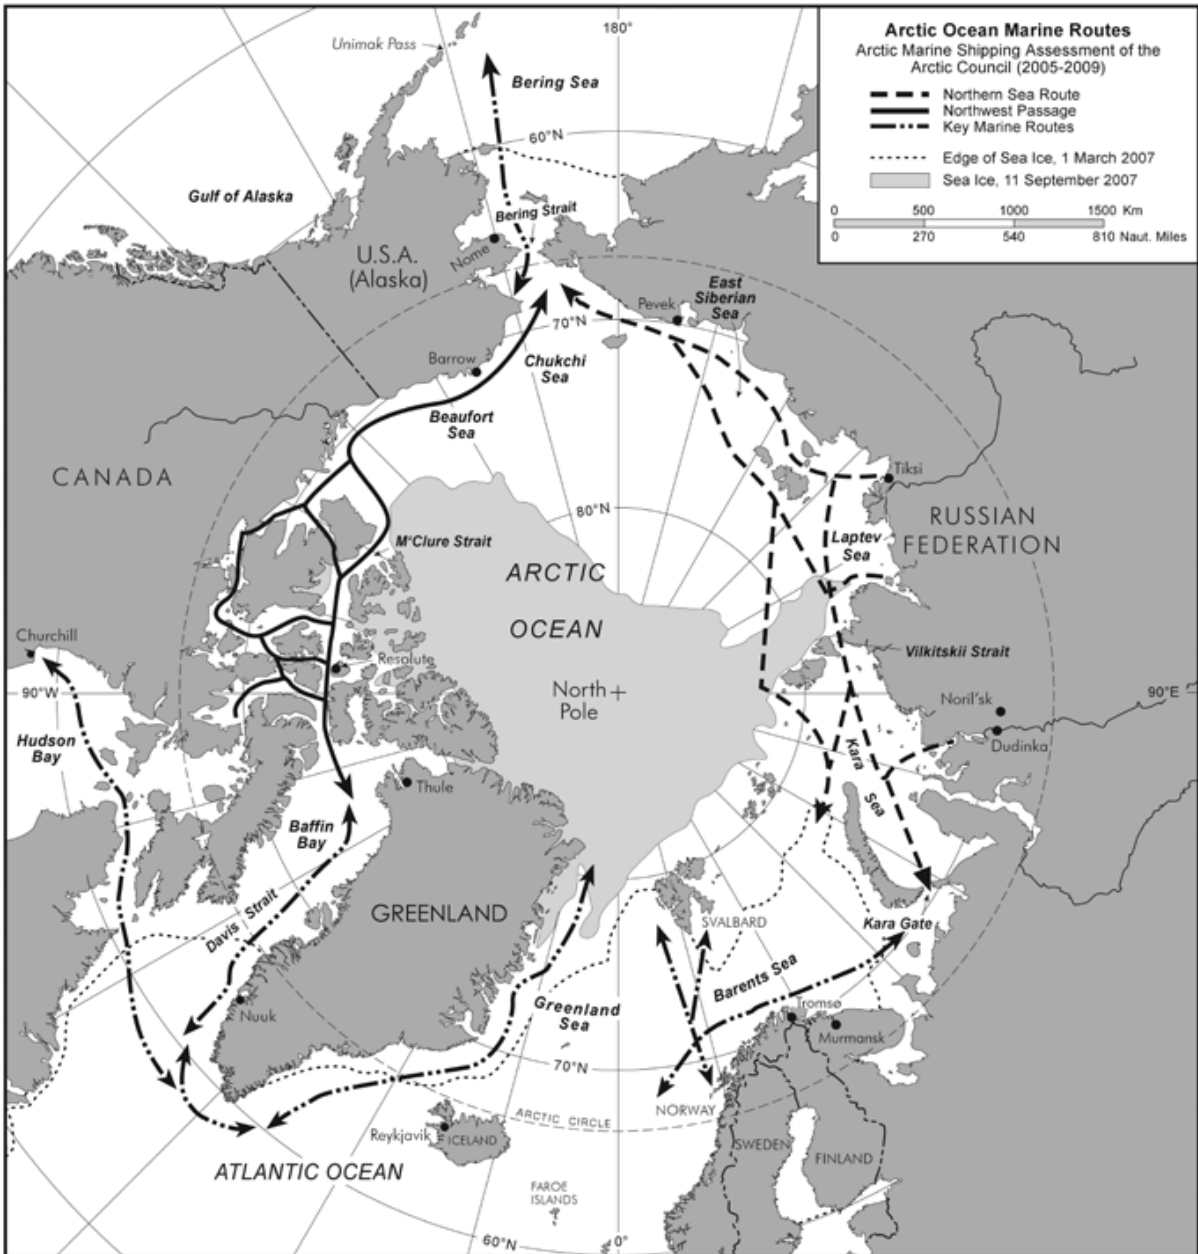 Arctic Ocean Marine Routes
Arctic Marine Shipping Assessment of the
Arctic Council (2005-2009)
Northern Sea Route
Northwest Passage
Key Marine Routes
Edge of Sea Ice, 1 March 2007
Sea Ice, 11 September 2007
0 500 1000 1500 Km
0 270 540 810 Naut. Miles
180°
Unimak Pass
Bering Sea
60°N
Gulf of Alaska
Bering Strait
Nome
U.S.A.
(Alaska)
East
Siberian
Sea
Pevek
70°N
Barrow
Chukchi
Sea
Beaufort
Sea
CANADA
Tiksi
80°N
RUSSIAN
FEDERATION
Laptev
Sea
McClure Strait
ARCTIC
OCEAN
Churchill
Resolute
Vilkitskii Strait
90°W
North
Pole
90°E
Noril'sk
Dudinka
Hudson
Bay
Kara
Sea
Thule
Baffin
Bay
Davis Strait
GREENLAND
SVALBARD
Kara Gate
Barents Sea
Nuuk
Greenland
Sea
Tromsø
Murmansk
70°N
ARCTIC CIRCLE
NORWAY
Reykjavik
ICELAND
SWEDEN
FINLAND
ATLANTIC OCEAN
FAROE
ISLANDS
60°N
0°